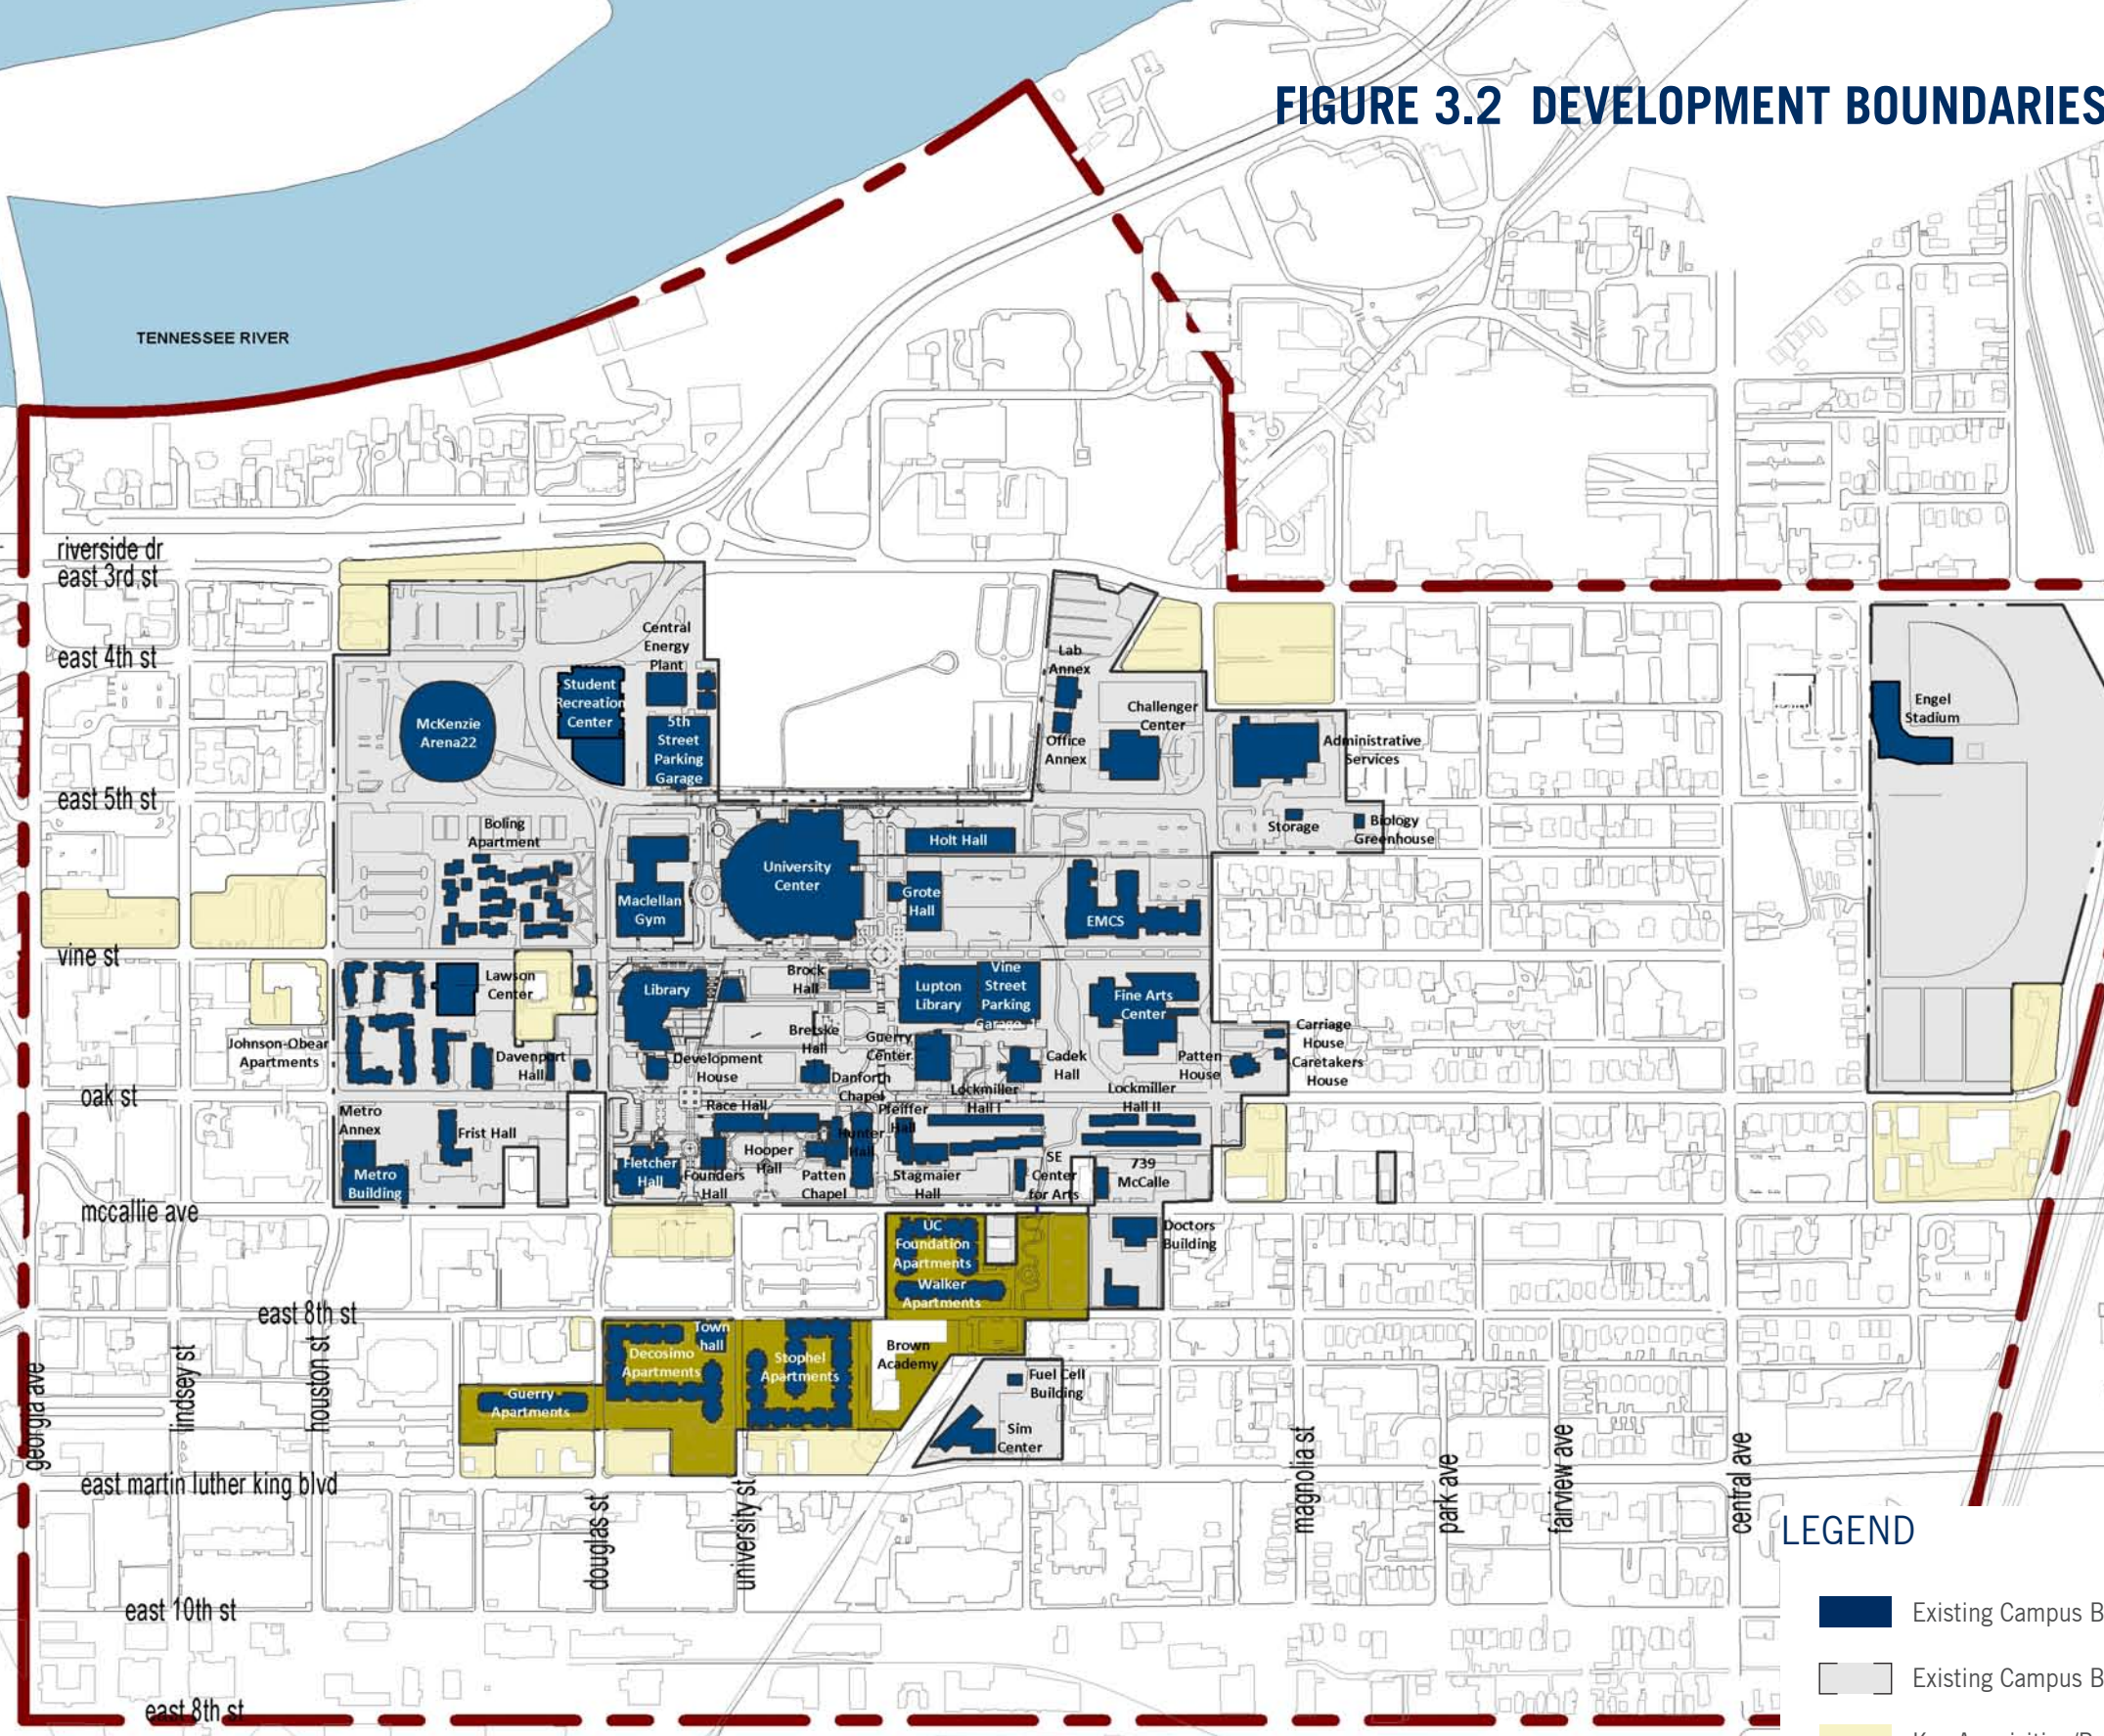 FIGURE 3.2 DEVELOPMENT BOUNDARIES
TENNESSEE RIVER
riverside dr
east 3rd st
east 4th st
east 5th st
vine st
oak st
mccallie ave
east 8th st
east martin luther king blvd
east 10th st
east 8th st
georgia ave
lindsey st
houston st
douglas st
university st
magnolia st
park ave
fairview ave
central ave
McKenzie
Arena22
Student
Recreation
Center
Central
Energy
Plant
5th
Street
Parking
Garage
Lab
Annex
Office
Annex
Challenger
Center
Administrative
Services
Storage
Biology
Greenhouse
Engel
Stadium
Boling
Apartment
Maclellan
Gym
University
Center
Holt Hall
Grote
Hall
EMCS
Lawson
Center
Library
Brock
Hall
Lupton
Library
Vine
Street
Parking
Fine Arts
Center
Johnson-Obear
Apartments
Davenport
Hall
Development
House
Bretske
Hall
Danforth
Chapel
Guerry
Center
Cadek
Hall
Patten
House
Carriage
House
Caretakers
House
Lockmiller
Hall I
Lockmiller
Hall II
Metro
Annex
Metro
Building
Frist Hall
Race Hall
Pfeiffer
Hall
Hunter
Hall
Fletcher
Hall
Founders
Hall
Hooper
Hall
Patten
Chapel
Stagmaier
Hall
SE
Center
for Arts
739
McCalle
UC
Foundation
Apartments
Walker
Apartments
Doctors
Building
Town
hall
Decosimo
Apartments
Stophel
Apartments
Brown
Academy
Guerry
Apartments
Fuel Cell
Building
Sim
Center
LEGEND
Existing Campus B
Existing Campus B